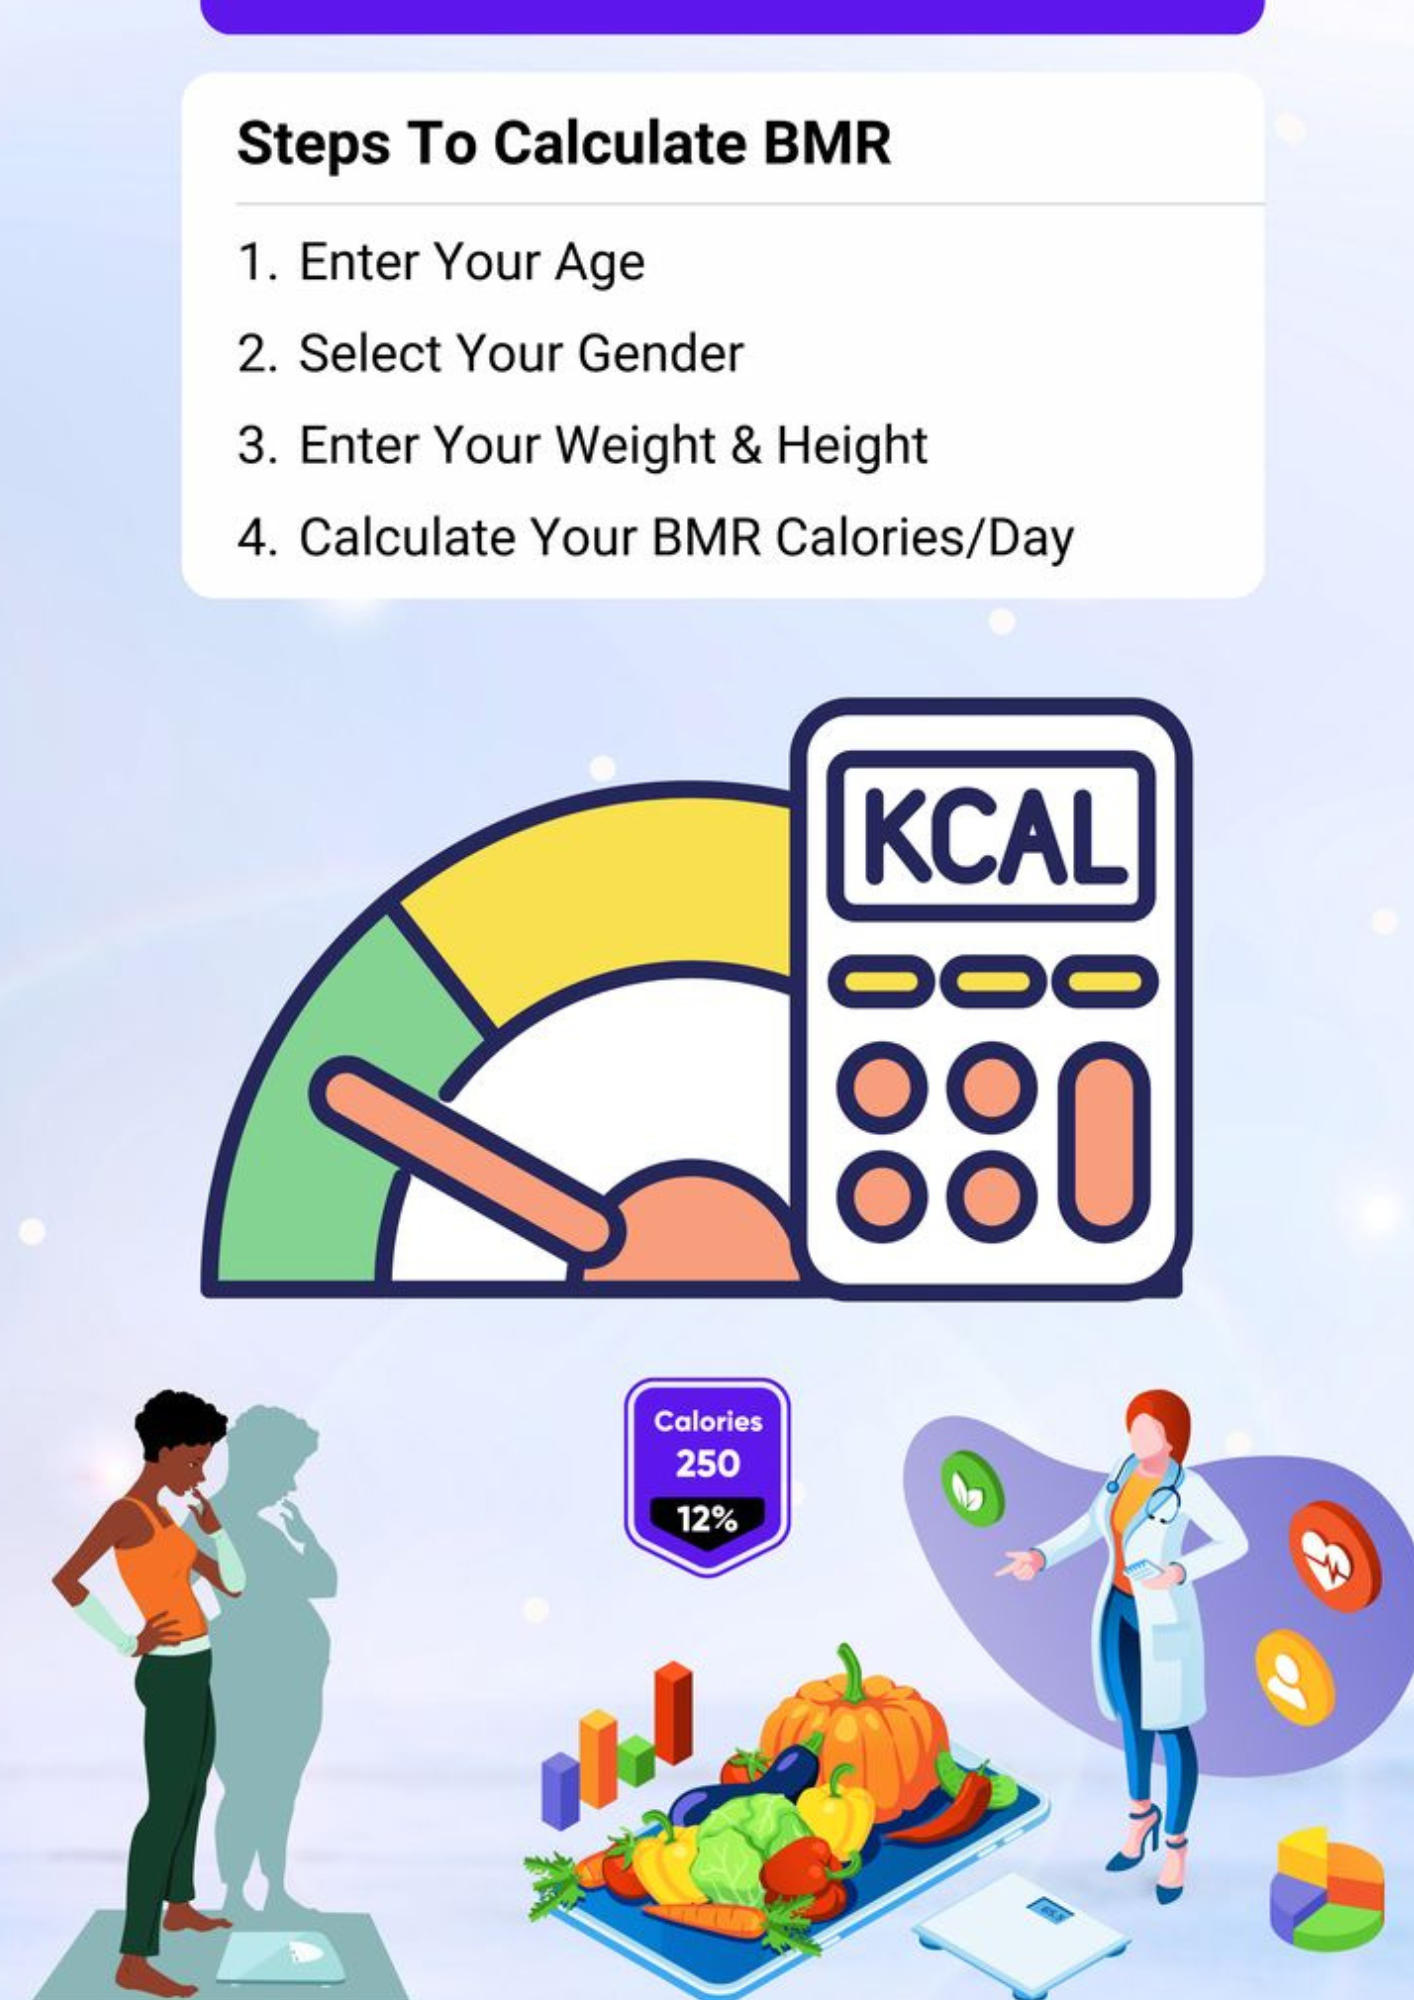 Steps To Calculate BMR
1. Enter Your Age
2. Select Your Gender
3. Enter Your Weight & Height
4. Calculate Your BMR Calories/Day
KCAL
Calories
250
12%